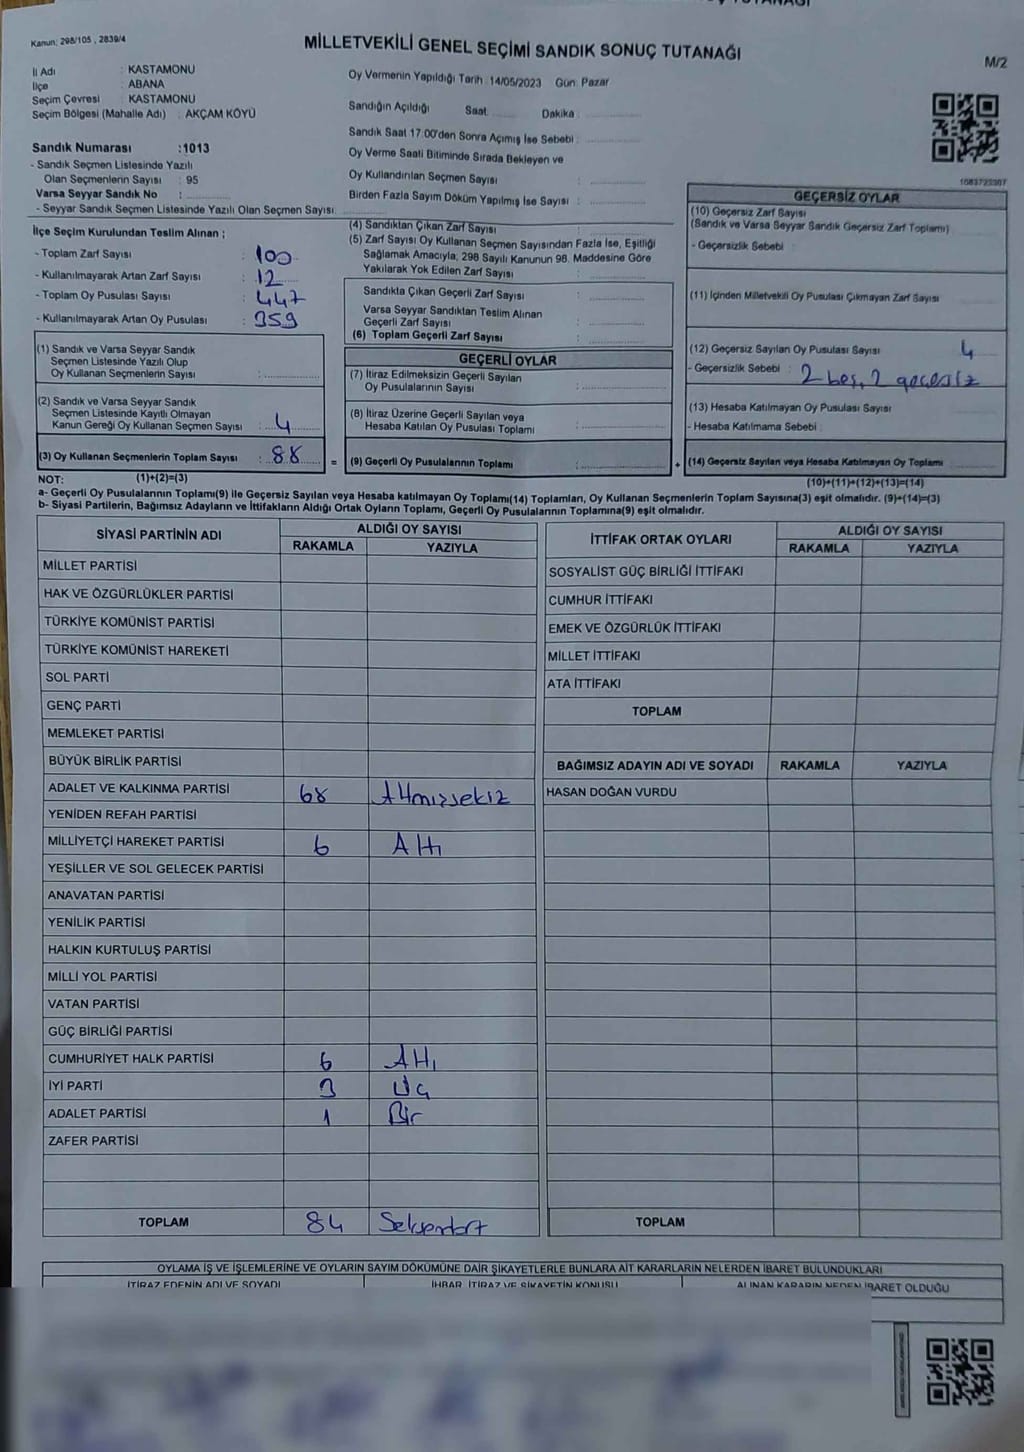 Kanun; 298/105 , 2839/4
MİLLETVEKİLİ GENEL SEÇİMİ SANDIK SONUÇ TUTANAĞI
M/2
İl Adı : KASTAMONU
İlçe : ABANA
Seçim Çevresi : KASTAMONU
Seçim Bölgesi (Mahalle Adı) : AKÇAM KÖYÜ
Sandık Numarası :1013
- Sandık Seçmen Listesinde Yazılı
Olan Seçmenlerin Sayısı : 95
Varsa Seyyar Sandık No :
- Seyyar Sandık Seçmen Listesinde Yazılı Olan Seçmen Sayısı:
Oy Vermenin Yapıldığı Tarih :14/05/2023 Gün: Pazar
Sandığın Açıldığı Saat Dakika
Sandık Saat 17:00'den Sonra Açımış İse Sebebi :
Oy Verme Saati Bitiminde Sırada Bekleyen ve
Oy Kullandırılan Seçmen Sayısı :
Birden Fazla Sayım Döküm Yapılmış İse Sayısı :
İlçe Seçim Kurulundan Teslim Alınan ;
- Toplam Zarf Sayısı : 100
- Kullanılmayarak Artan Zarf Sayısı : 12
- Toplam Oy Pusulası Sayısı : 447
- Kullanılmayarak Artan Oy Pusulası : 359
(1) Sandık ve Varsa Seyyar Sandık
Seçmen Listesinde Yazılı Olup
Oy Kullanan Seçmenlerin Sayısı :
(2) Sandık ve Varsa Seyyar Sandık
Seçmen Listesinde Kayıtlı Olmayan
Kanun Gereği Oy Kullanan Seçmen Sayısı : 4
(3) Oy Kullanan Seçmenlerin Toplam Sayısı : 88 =
(4) Sandıktan Çıkan Zarf Sayısı :
(5) Zarf Sayısı Oy Kullanan Seçmen Sayısından Fazla İse, Eşitliği
Sağlamak Amacıyla; 298 Sayılı Kanunun 98. Maddesine Göre
Yakılarak Yok Edilen Zarf Sayısı :
Sandıkta Çıkan Geçerli Zarf Sayısı :
Varsa Seyyar Sandıktan Teslim Alınan
Geçerli Zarf Sayısı :
(6) Toplam Geçerli Zarf Sayısı :
GEÇERLİ OYLAR
(7) İtiraz Edilmeksizin Geçerli Sayılan
Oy Pusulalarının Sayısı :
(8) İtiraz Üzerine Geçerli Sayılan veya
Hesaba Katılan Oy Pusulası Toplamı :
(9) Geçerli Oy Pusulalarının Toplamı : +
1683723307
GEÇERSİZ OYLAR
(10) Geçersiz Zarf Sayısı
(Sandık ve Varsa Seyyar Sandık Geçersiz Zarf Toplamı)
- Geçersizlik Sebebi :
(11) İçinden Milletvekili Oy Pusulası Çıkmayan Zarf Sayısı
(12) Geçersiz Sayılan Oy Pusulası Sayısı 4
- Geçersizlik Sebebi : 2 boş, 2 geçersiz
(13) Hesaba Katılmayan Oy Pusulası Sayısı
- Hesaba Katılmama Sebebi :
(14) Geçersiz Sayılan veya Hesaba Katılmayan Oy Toplamı
NOT: (1)+(2)=(3) (10)+(11)+(12)+(13)=(14)
a- Geçerli Oy Pusulalarının Toplamı(9) ile Geçersiz Sayılan veya Hesaba katılmayan Oy Toplamı(14) Toplamları, Oy Kullanan Seçmenlerin Toplam Sayısına(3) eşit olmalıdır. (9)+(14)=(3)
b- Siyasi Partilerin, Bağımsız Adayların ve İttifakların Aldığı Ortak Oyların Toplamı, Geçerli Oy Pusulalarının Toplamına(9) eşit olmalıdır.
SİYASİ PARTİNİN ADI ALDIĞI OY SAYISI
RAKAMLA YAZIYLA
MİLLET PARTİSİ
HAK VE ÖZGÜRLÜKLER PARTİSİ
TÜRKİYE KOMÜNİST PARTİSİ
TÜRKİYE KOMÜNİST HAREKETİ
SOL PARTİ
GENÇ PARTİ
MEMLEKET PARTİSİ
BÜYÜK BİRLİK PARTİSİ
ADALET VE KALKINMA PARTİSİ 68 Altmışsekiz
YENİDEN REFAH PARTİSİ
MİLLİYETÇİ HAREKET PARTİSİ 6 Altı
YEŞİLLER VE SOL GELECEK PARTİSİ
ANAVATAN PARTİSİ
YENİLİK PARTİSİ
HALKIN KURTULUŞ PARTİSİ
MİLLİ YOL PARTİSİ
VATAN PARTİSİ
GÜÇ BİRLİĞİ PARTİSİ
CUMHURİYET HALK PARTİSİ 6 Altı
İYİ PARTİ 3 Üç
ADALET PARTİSİ 1 Bir
ZAFER PARTİSİ
TOPLAM 84 Seksendört
İTTİFAK ORTAK OYLARI ALDIĞI OY SAYISI
RAKAMLA YAZIYLA
SOSYALİST GÜÇ BİRLİĞİ İTTİFAKI
CUMHUR İTTİFAKI
EMEK VE ÖZGÜRLÜK İTTİFAKI
MİLLET İTTİFAKI
ATA İTTİFAKI
TOPLAM
BAĞIMSIZ ADAYIN ADI VE SOYADI RAKAMLA YAZIYLA
HASAN DOĞAN VURDU
TOPLAM
OYLAMA İŞ VE İŞLEMLERİNE VE OYLARIN SAYIM DÖKÜMÜNE DAİR ŞİKAYETLERLE BUNLARA AİT KARARLARIN NELERDEN İBARET BULUNDUKLARI
İTİRAZ EDENİN ADI VE SOYADI İHBAR, İTİRAZ VE ŞİKAYETİN KONUSU ALINAN KARARIN NEDEN İBARET OLDUĞU